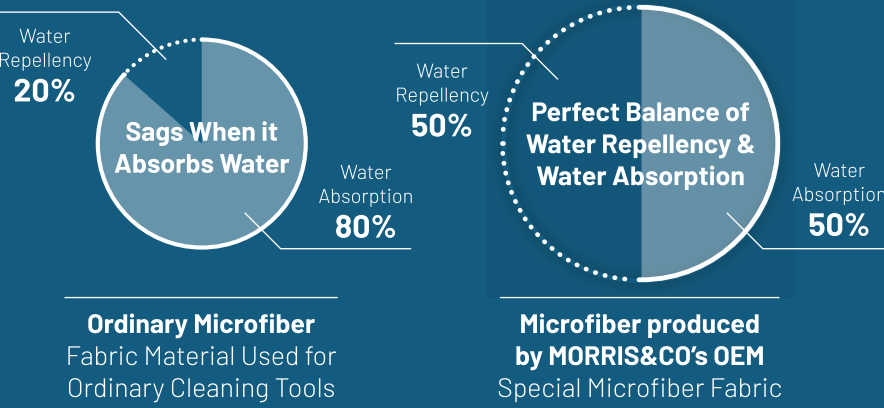 Water
Repellency
20%
Sags When it
Absorbs Water
Water
Absorption
80%
Ordinary Microfiber
Fabric Material Used for
Ordinary Cleaning Tools
Water
Repellency
50%
Perfect Balance of
Water Repellency &
Water Absorption
Water
Absorption
50%
Microfiber produced
by MORRIS&CO’s OEM
Special Microfiber Fabric